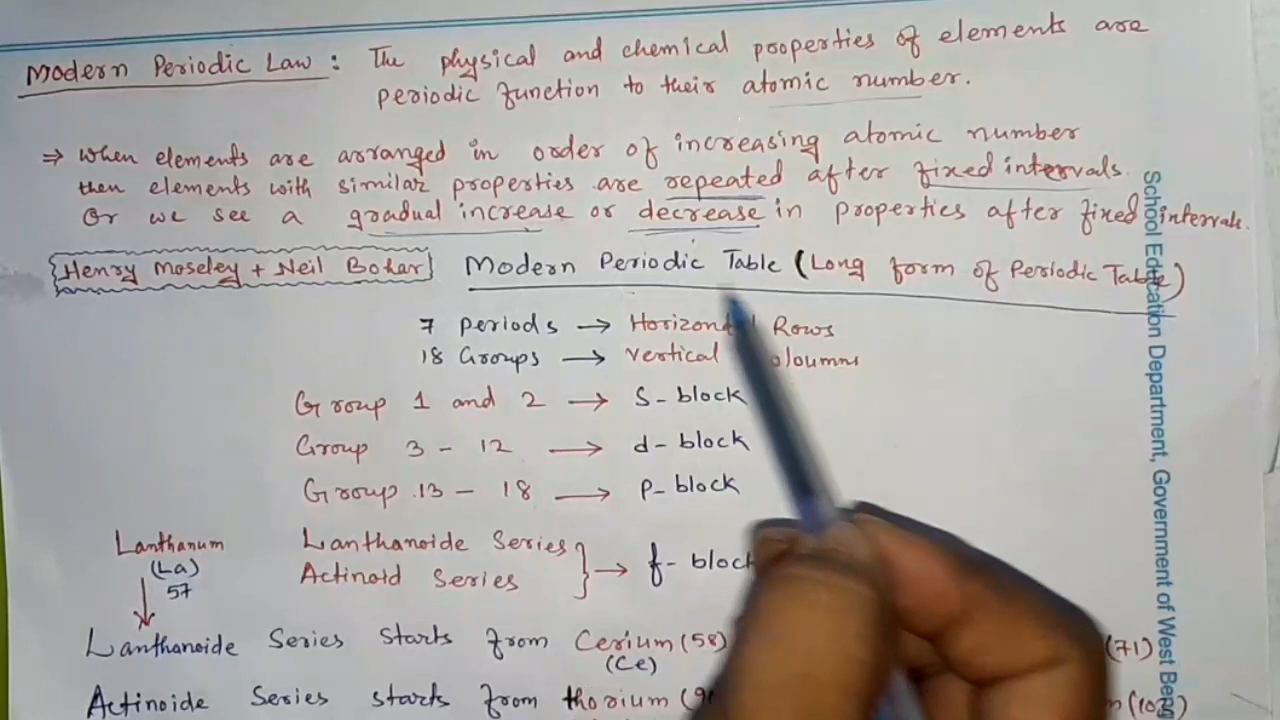 Modern Periodic Law : The physical and chemical properties of elements are
periodic function to their atomic number.
⇒ When elements are arranged in order of increasing atomic number
then elements with similar properties are repeated after fixed intervals.
Or we see a gradual increase or decrease in properties after fixed intervals.
Henry Moseley + Neil Bohar Modern Periodic Table (Long form of Periodic Table)
7 Periods → Horizontal Rows
18 Groups → Vertical Coloumns
Group 1 and 2 → S-block
Group 3 - 12 → d-block
Group 13 - 18 → p-block
Lanthanum
(La)
57
Lanthanoide Series
Actinoid Series
→ f-block
Lanthanoide Series starts from Cerium (58) (71)
(Ce)
Actinoide Series starts from thorium
School Education Department, Government of West Beng